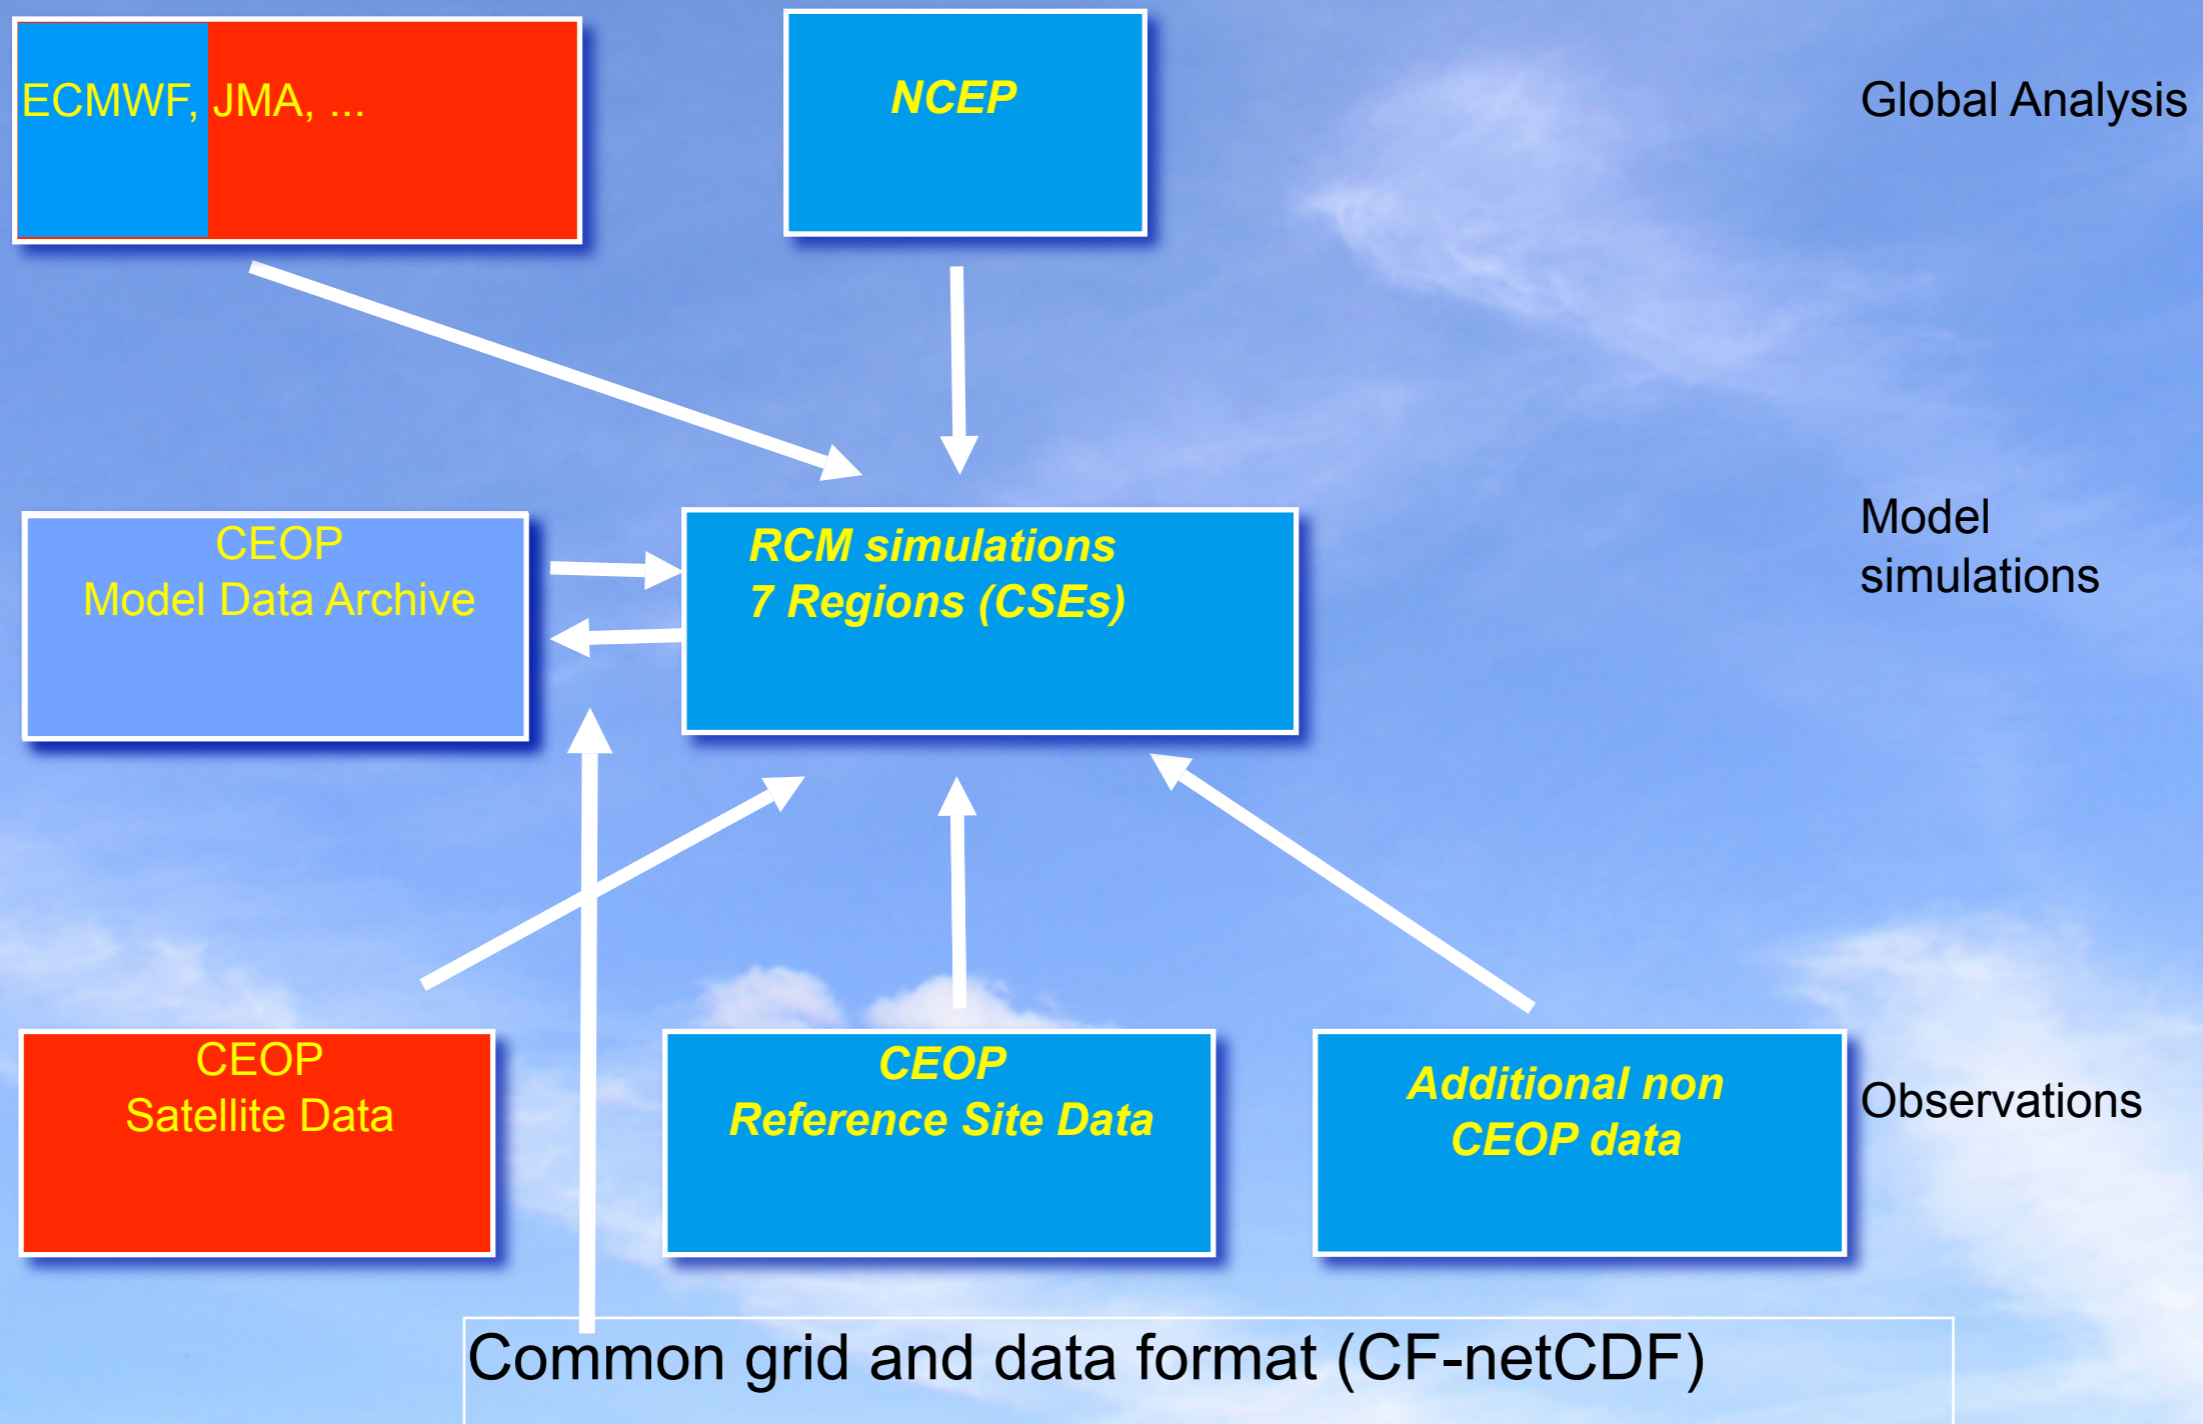 ECMWF, JMA, ...
NCEP
Global Analysis
CEOP
Model Data Archive
RCM simulations
7 Regions (CSEs)
Model
simulations
CEOP
Satellite Data
CEOP
Reference Site Data
Additional non
CEOP data
Observations
Common grid and data format (CF-netCDF)